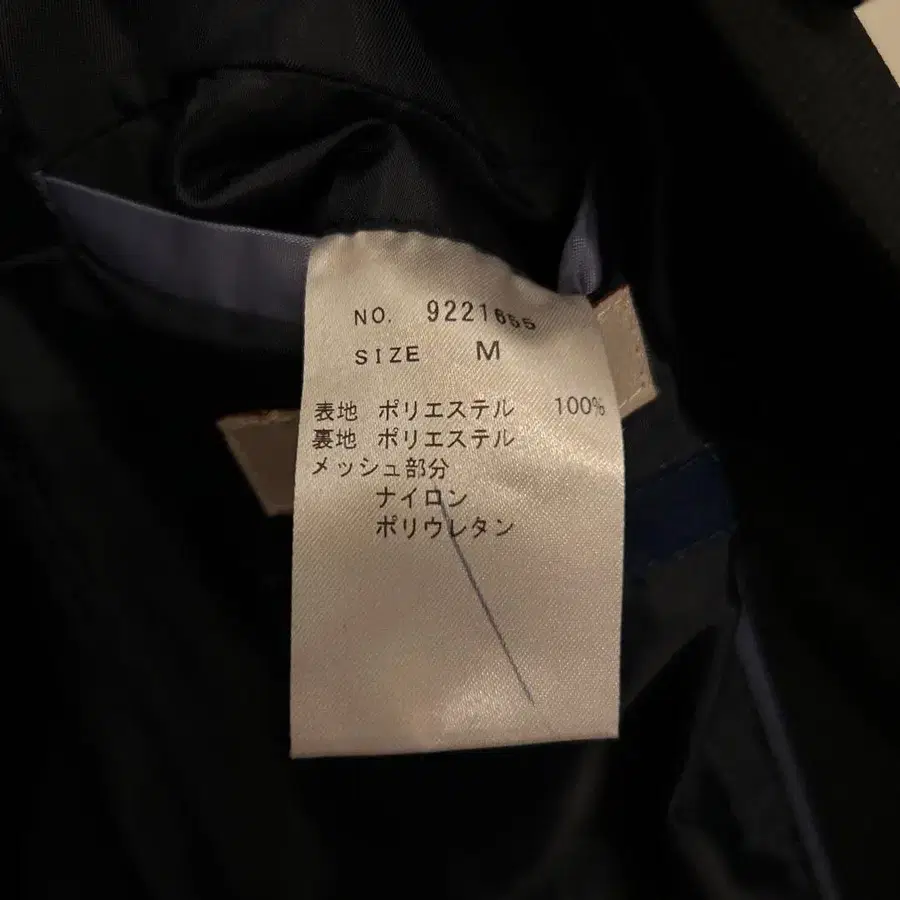 NO. 9221655
SIZE M
表地 ポリエステル 100%
裏地 ポリエステル
メッシュ部分
ナイロン
ポリウレタン